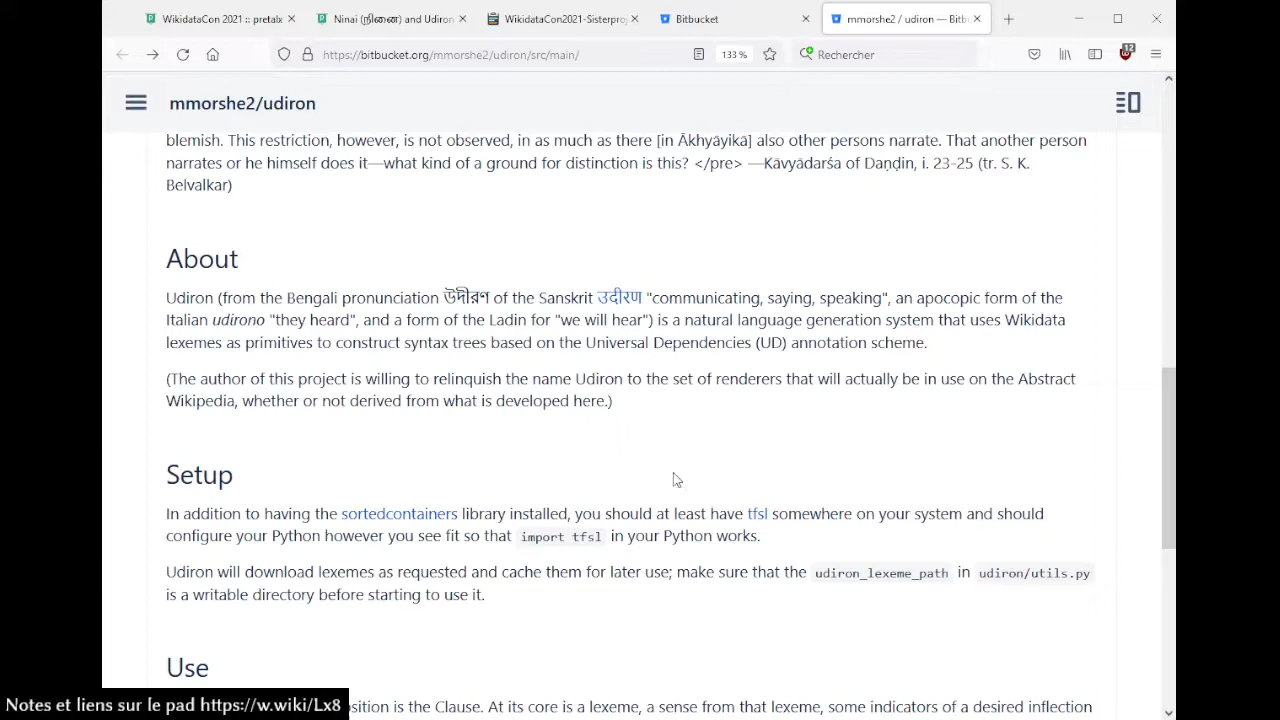 WikidataCon 2021 :: pretalx
Ninai (நினை) and Udiron
WikidataCon2021-Sisterproj
Bitbucket
mmorshe2 / udiron — Bitb
https://bitbucket.org/mmorshe2/udiron/src/main/
133 %
Rechercher
12
mmorshe2/udiron
blemish. This restriction, however, is not observed, in as much as there [in Ākhyāyikā] also other persons narrate. That another person
narrates or he himself does it—what kind of a ground for distinction is this? </pre> —Kāvyādarśa of Daṇḍin, i. 23-25 (tr. S. K.
Belvalkar)
About
Udiron (from the Bengali pronunciation উদীরণ of the Sanskrit उदीरण "communicating, saying, speaking", an apocopic form of the
Italian udirono "they heard", and a form of the Ladin for "we will hear") is a natural language generation system that uses Wikidata
lexemes as primitives to construct syntax trees based on the Universal Dependencies (UD) annotation scheme.
(The author of this project is willing to relinquish the name Udiron to the set of renderers that will actually be in use on the Abstract
Wikipedia, whether or not derived from what is developed here.)
Setup
In addition to having the sortedcontainers library installed, you should at least have tfsl somewhere on your system and should
configure your Python however you see fit so that import tfsl in your Python works.
Udiron will download lexemes as requested and cache them for later use; make sure that the udiron_lexeme_path in udiron/utils.py
is a writable directory before starting to use it.
Use
Notes et liens sur le pad https://w.wiki/Lx8
sition is the Clause. At its core is a lexeme, a sense from that lexeme, some indicators of a desired inflection